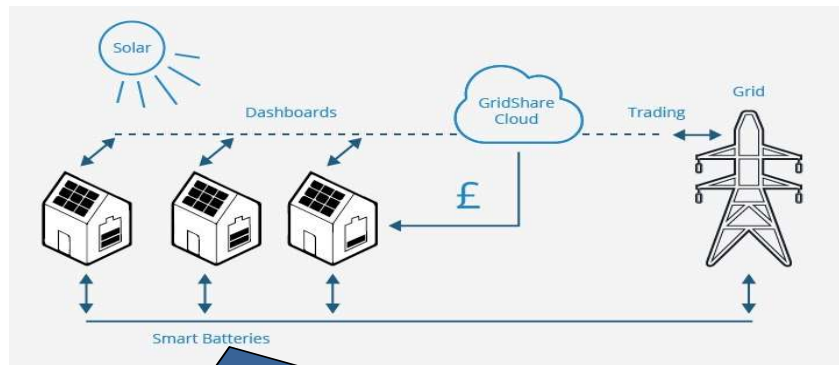 Solar
Grid
Dashboards
GridShare
Cloud
Trading
£
Smart Batteries